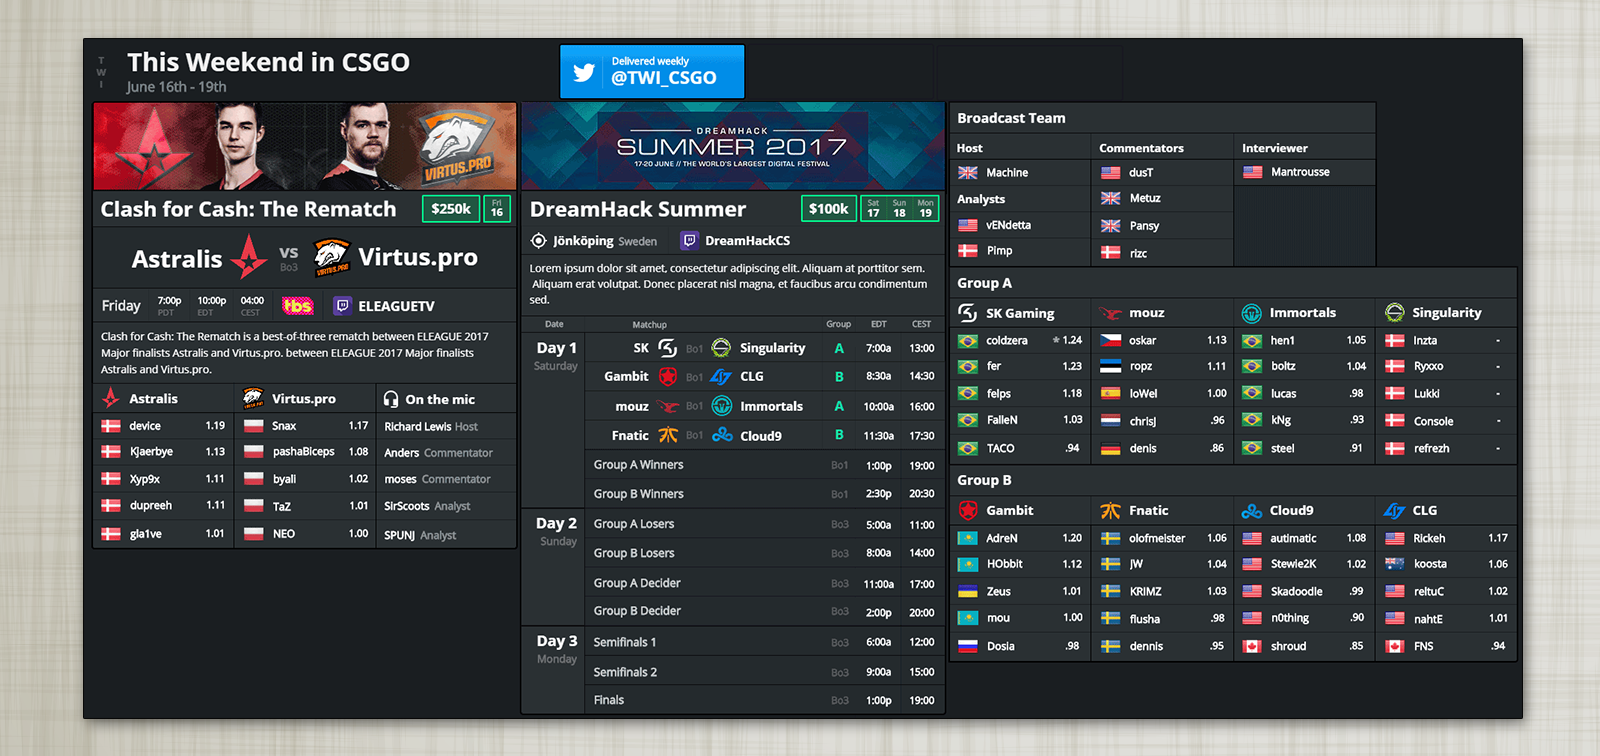 T
W
I
This Weekend in CSGO
June 16th - 19th
Delivered weekly
@TWI_CSGO
VIRTUS.PRO
Clash for Cash: The Rematch
$250k
Fri
16
Astralis
VS
Bo3
VIRTUS.PRO
Virtus.pro
Friday
7:00p
PDT
10:00p
EDT
04:00
CEST
tbs
ELEAGUETV
Clash for Cash: The Rematch is a best-of-three rematch between ELEAGUE 2017
Major finalists Astralis and Virtus.pro. between ELEAGUE 2017 Major finalists
Astralis and Virtus.pro.
Astralis Virtus.pro On the mic
device 1.19 Snax 1.17 Richard Lewis Host
Kjaerbye 1.13 pashaBiceps 1.08 Anders Commentator
Xyp9x 1.11 byali 1.02 moses Commentator
dupreeh 1.11 TaZ 1.01 SirScoots Analyst
gla1ve 1.01 NEO 1.00 SPUNJ Analyst
DREAMHACK
SUMMER 2017
17-20 JUNE // THE WORLD'S LARGEST DIGITAL FESTIVAL
DreamHack Summer
$100k
Sat
17
Sun
18
Mon
19
Jönköping Sweden
DreamHackCS
Lorem ipsum dolor sit amet, consectetur adipiscing elit. Aliquam at porttitor sem.
Aliquam erat volutpat. Donec placerat nisl magna, et faucibus arcu condimentum
sed.
Date Matchup Group EDT CEST
Day 1
Saturday
SK Bo1 Singularity A 7:00a 13:00
Gambit Bo1 CLG B 8:30a 14:30
mouz Bo1 Immortals A 10:00a 16:00
Fnatic Bo1 Cloud9 B 11:30a 17:30
Group A Winners Bo1 1:00p 19:00
Group B Winners Bo1 2:30p 20:30
Day 2
Sunday
Group A Losers Bo3 5:00a 11:00
Group B Losers Bo3 8:00a 14:00
Group A Decider Bo3 11:00a 17:00
Group B Decider Bo3 2:00p 20:00
Day 3
Monday
Semifinals 1 Bo3 6:00a 12:00
Semifinals 2 Bo3 9:00a 15:00
Finals Bo3 1:00p 19:00
Broadcast Team
Host Commentators Interviewer
Machine dusT Mantrousse
Analysts Metuz
vENdetta Pansy
Pimp rizc
Group A
SK Gaming mouz Immortals Singularity
coldzera * 1.24 oskar 1.13 hen1 1.05 Inzta -
fer 1.23 ropz 1.11 boltz 1.04 Ryxxo -
felps 1.18 loWel 1.00 lucas .98 Lukki -
FalleN 1.03 chrisJ .96 kNg .93 Console -
TACO .94 denis .86 steel .91 refrezh -
Group B
Gambit Fnatic Cloud9 CLG
AdreN 1.20 olofmeister 1.06 autimatic 1.08 Rickeh 1.17
HObbit 1.12 JW 1.04 Stewie2K 1.02 koosta 1.06
Zeus 1.01 KRIMZ 1.03 Skadoodle .99 reltuC 1.02
mou 1.00 flusha .98 n0thing .90 nahtE 1.01
Dosia .98 dennis .95 shroud .85 FNS .94